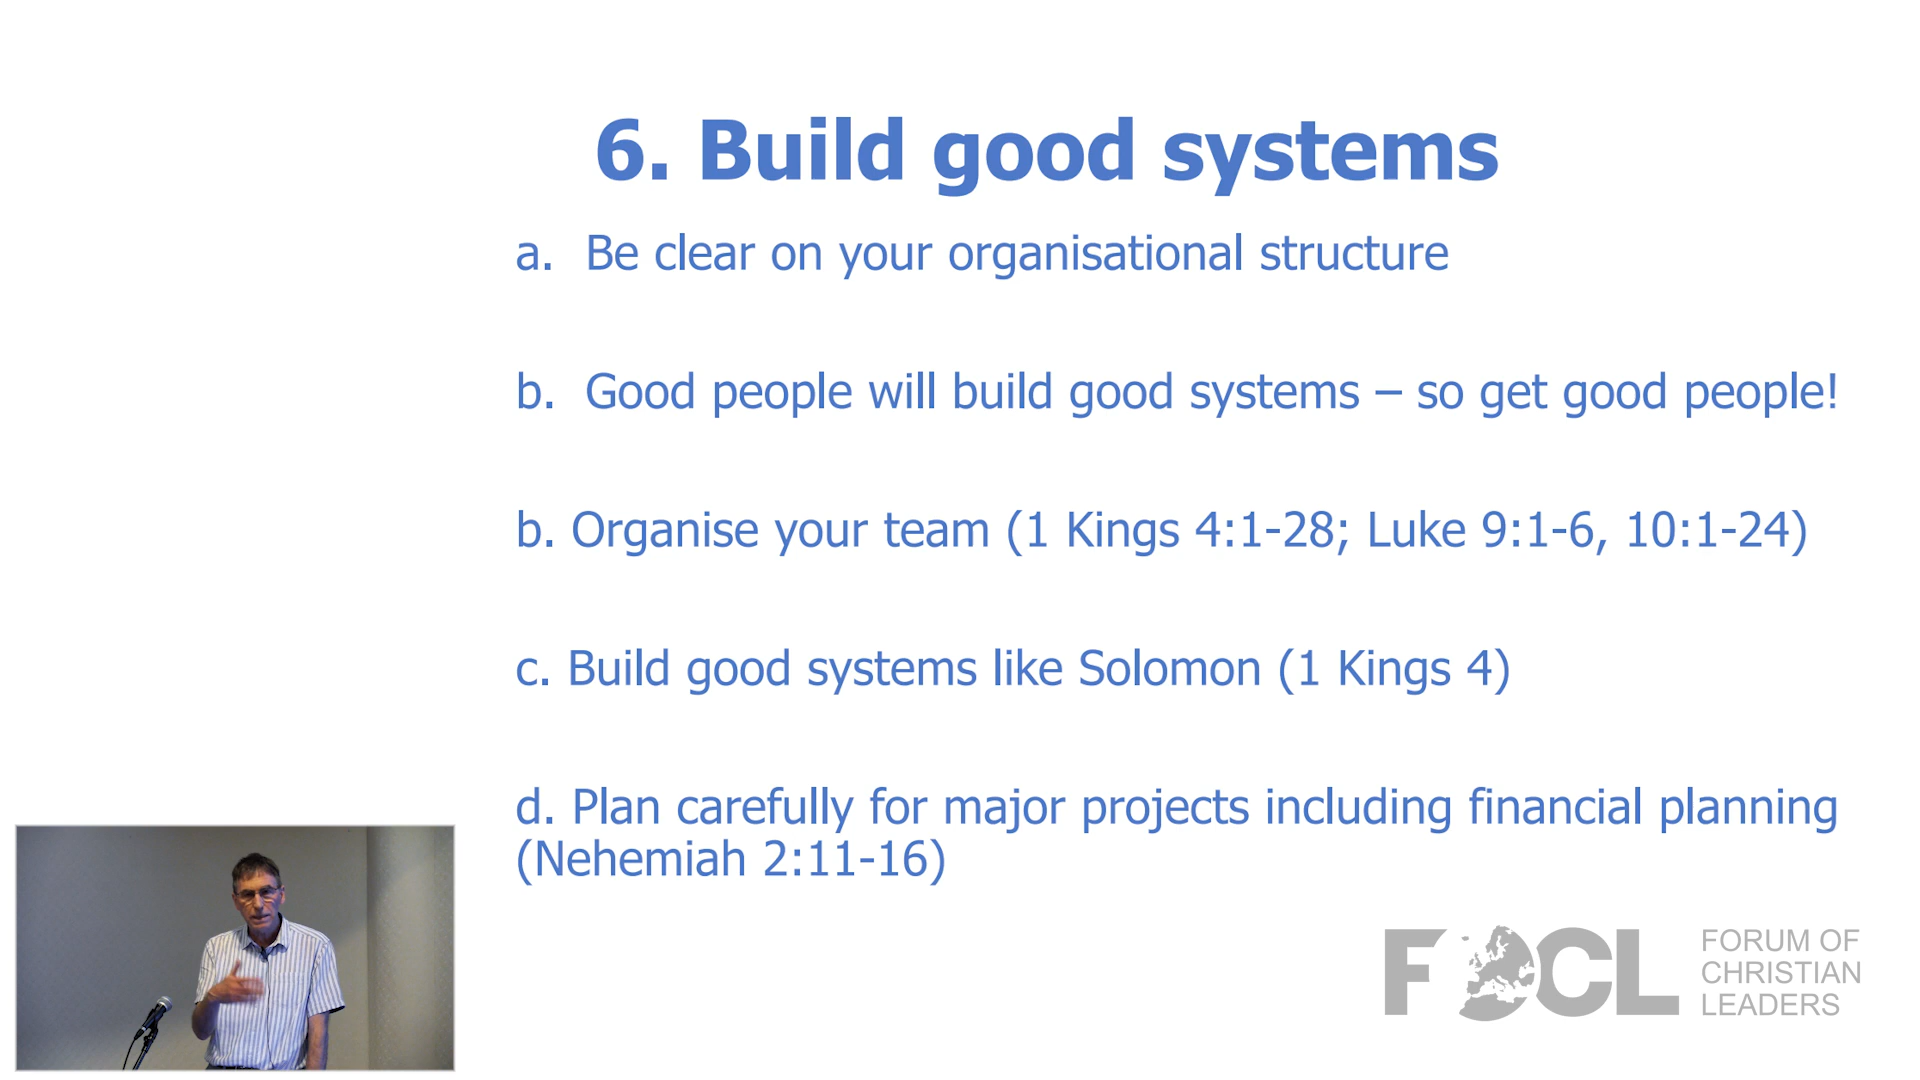 6. Build good systems
a. Be clear on your organisational structure
b. Good people will build good systems – so get good people!
b. Organise your team (1 Kings 4:1-28; Luke 9:1-6, 10:1-24)
c. Build good systems like Solomon (1 Kings 4)
d. Plan carefully for major projects including financial planning
(Nehemiah 2:11-16)
FOCL
FORUM OF
CHRISTIAN
LEADERS